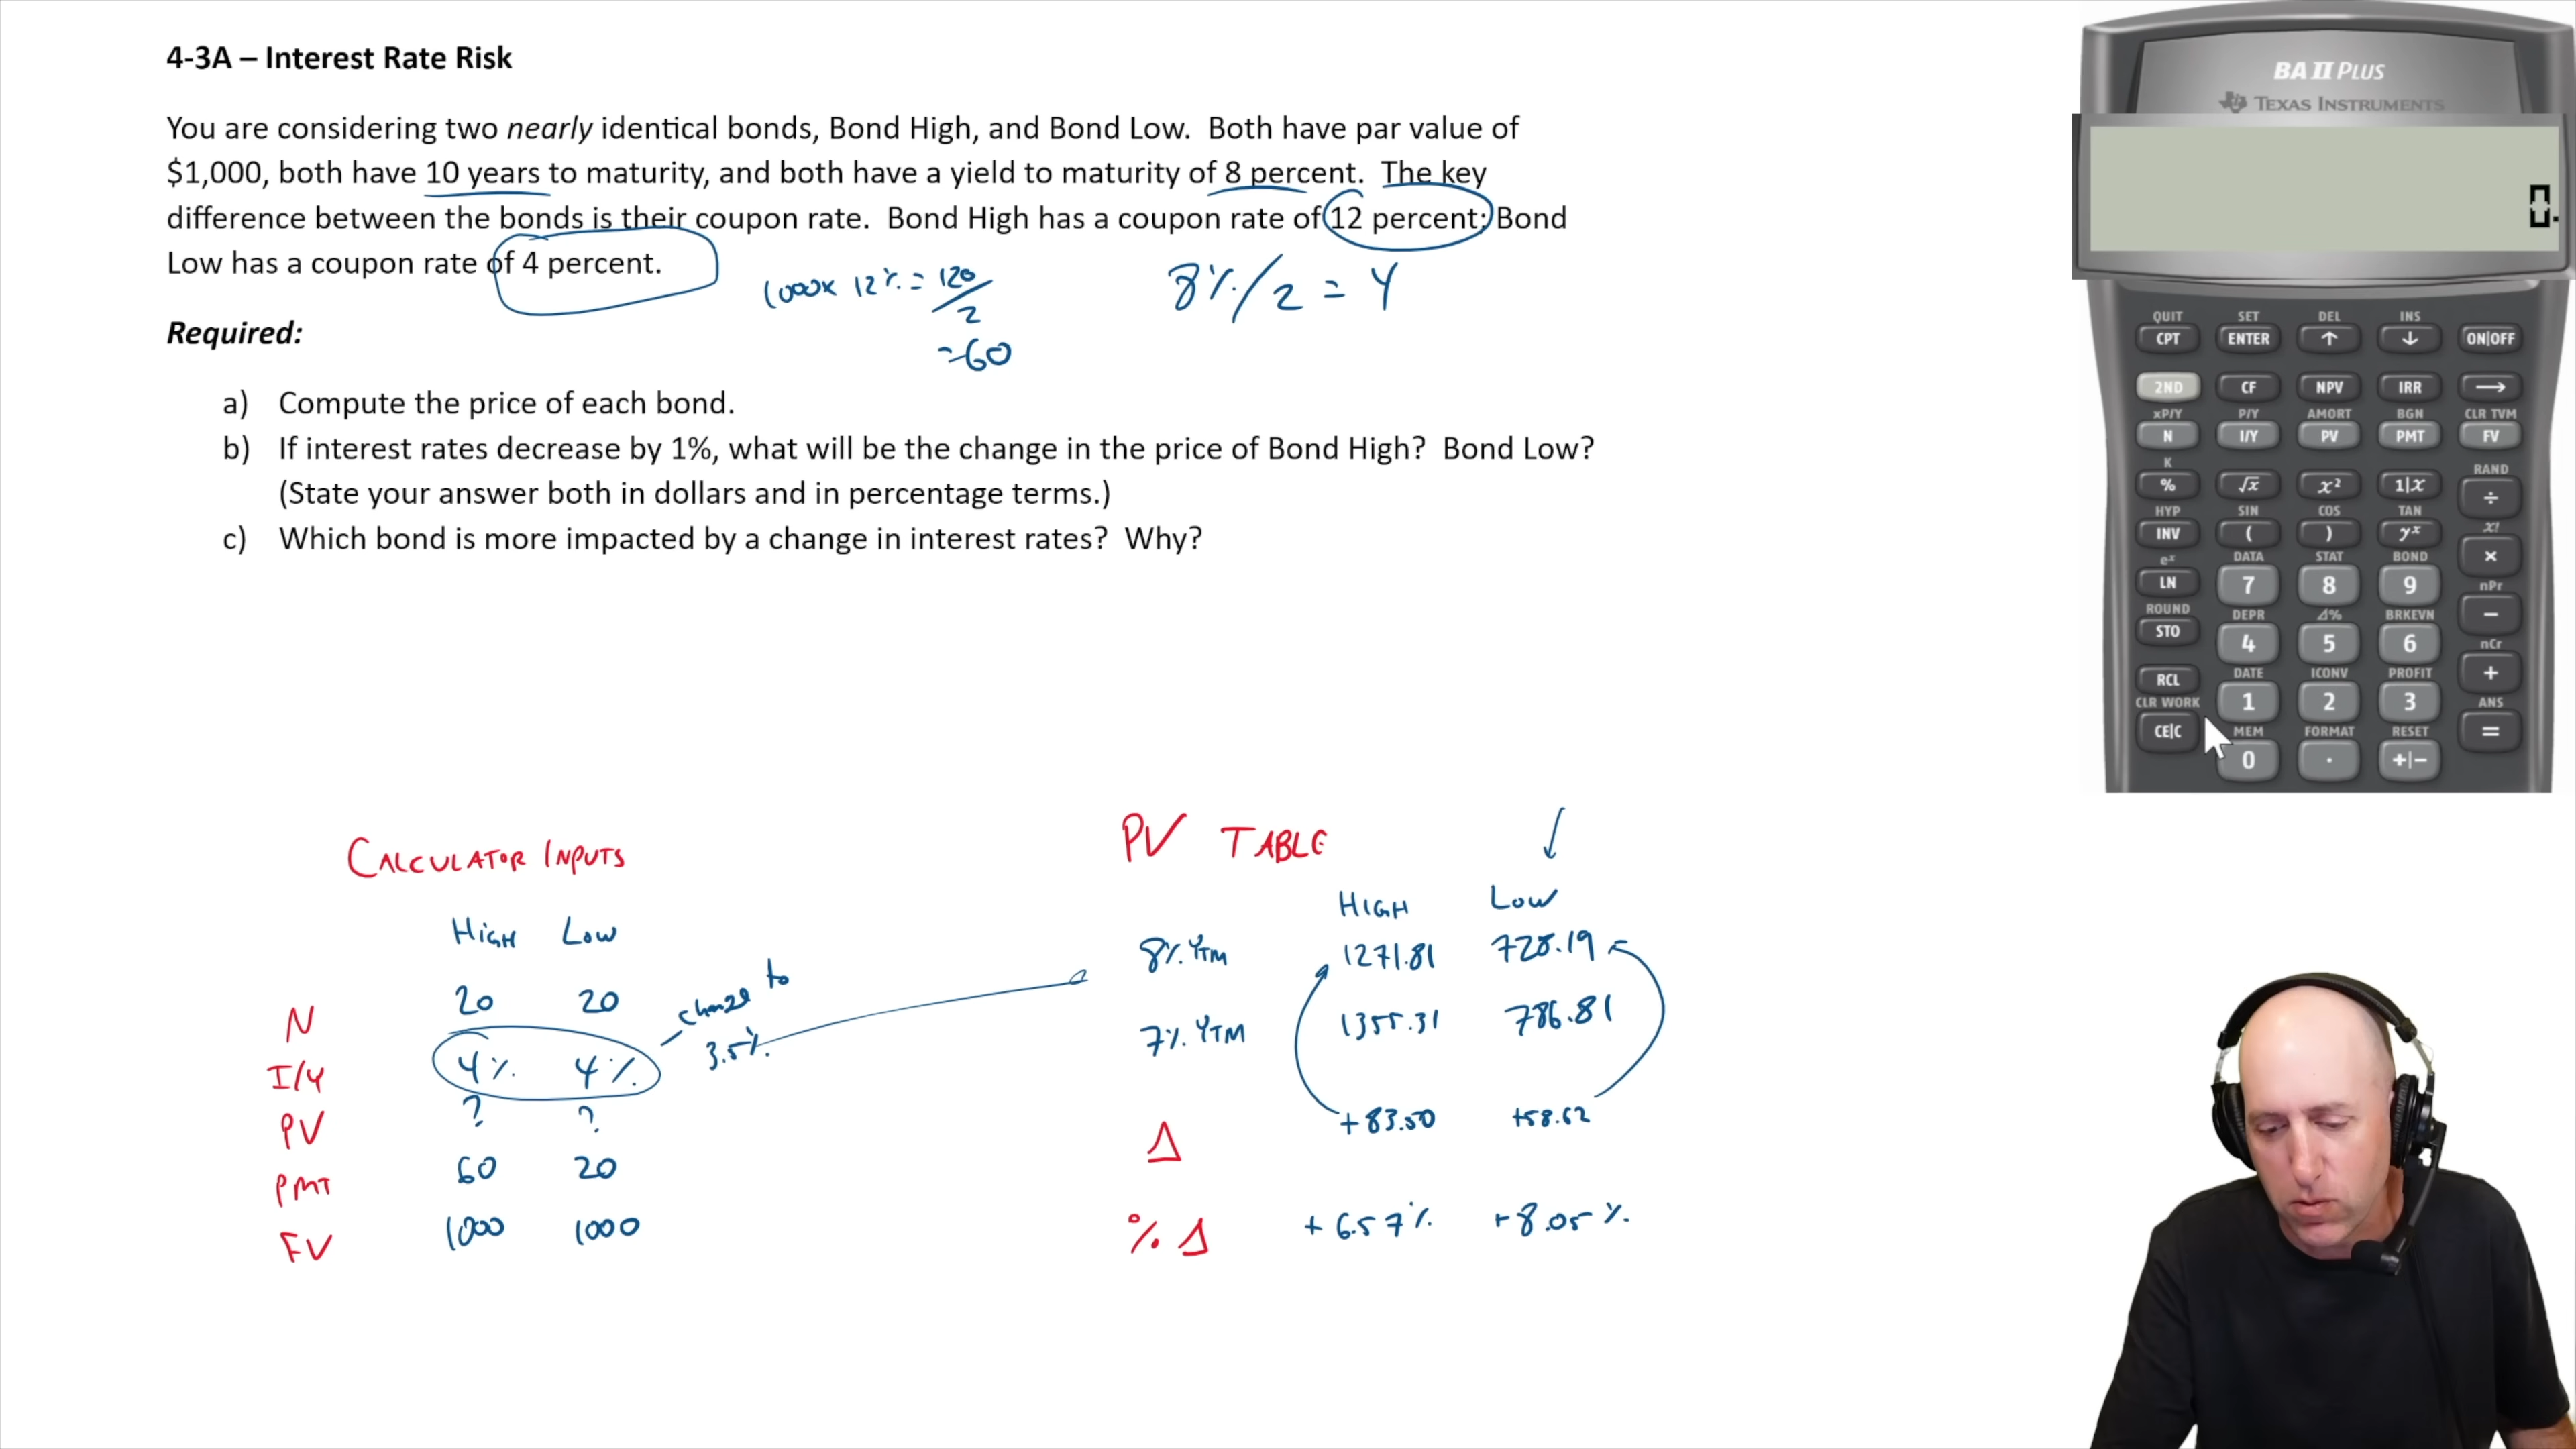 4-3A – Interest Rate Risk
You are considering two nearly identical bonds, Bond High, and Bond Low. Both have par value of
$1,000, both have 10 years to maturity, and both have a yield to maturity of 8 percent. The key
difference between the bonds is their coupon rate. Bond High has a coupon rate of 12 percent; Bond
Low has a coupon rate of 4 percent.
1000x 12% = 120/2
=60
8%/2 = 4
Required:
a) Compute the price of each bond.
b) If interest rates decrease by 1%, what will be the change in the price of Bond High? Bond Low?
(State your answer both in dollars and in percentage terms.)
c) Which bond is more impacted by a change in interest rates? Why?
CALCULATOR INPUTS
HIGH LOW
N 20 20
I/Y 4% 4%
change to
3.5%
PV ? ?
PMT 60 20
FV 1000 1000
PV TABLE
HIGH LOW
8% YTM 1271.81 728.19
7% YTM 1355.31 786.81
Δ +83.50 +58.62
% Δ +6.57% +8.05%
BA II PLUS
TEXAS INSTRUMENTS
0.
QUIT SET DEL INS
CPT ENTER ↑ ↓ ON|OFF
2ND CF NPV IRR →
xP/Y P/Y AMORT BGN CLR TVM
N I/Y PV PMT FV
K RAND
% √x x² 1|x ÷
HYP SIN COS TAN x!
INV ( ) yˣ ×
eˣ DATA STAT BOND nPr
LN 7 8 9 −
ROUND DEPR Δ% BRKEVN nCr
STO 4 5 6 +
DATE ICONV PROFIT
RCL 1 2 3
CLR WORK MEM FORMAT RESET ANS
CE|C 0 . +|− =